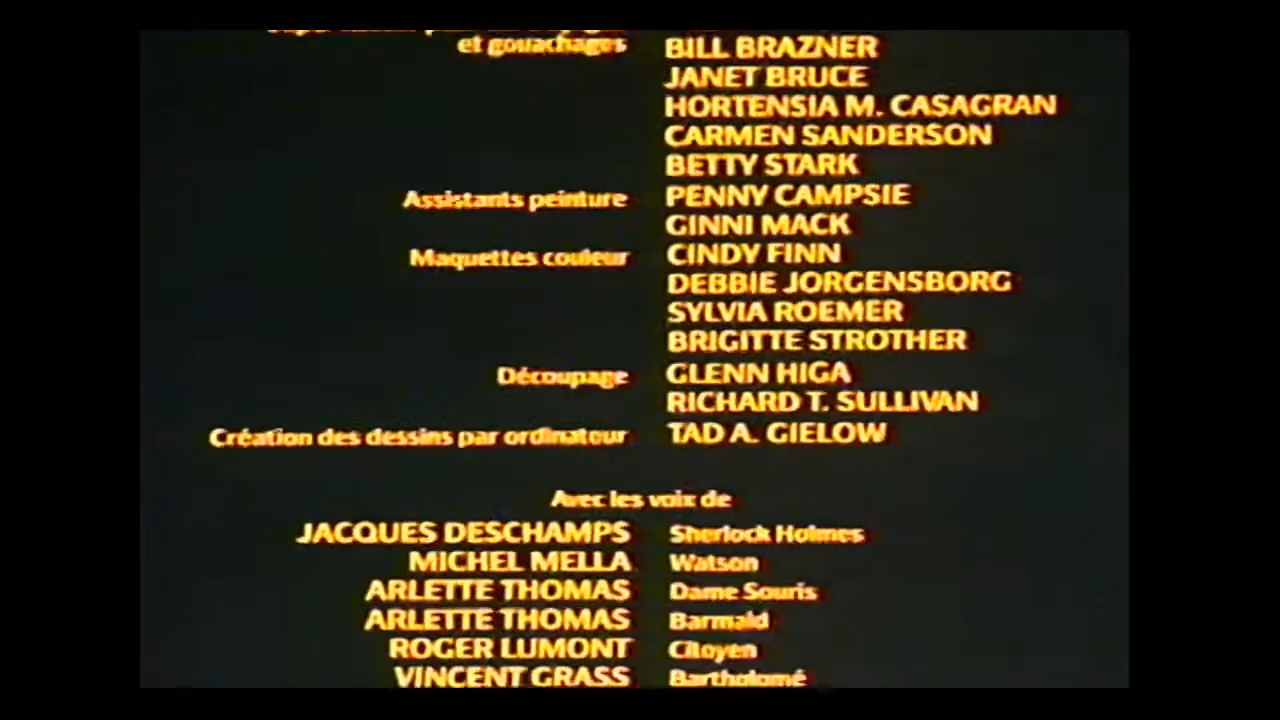 et gouachages BILL BRAZNER
JANET BRUCE
HORTENSIA M. CASAGRAN
CARMEN SANDERSON
BETTY STARK
Assistants peinture PENNY CAMPSIE
GINNI MACK
Maquettes couleur CINDY FINN
DEBBIE JORGENSBORG
SYLVIA ROEMER
BRIGITTE STROTHER
Découpage GLENN HIGA
RICHARD T. SULLIVAN
Création des dessins par ordinateur TAD A. GIELOW
Avec les voix de
JACQUES DESCHAMPS Sherlock Holmes
MICHEL MELLA Watson
ARLETTE THOMAS Dame Souris
ARLETTE THOMAS Barmaid
ROGER LUMONT Citoyen
VINCENT GRASS Bartholomé